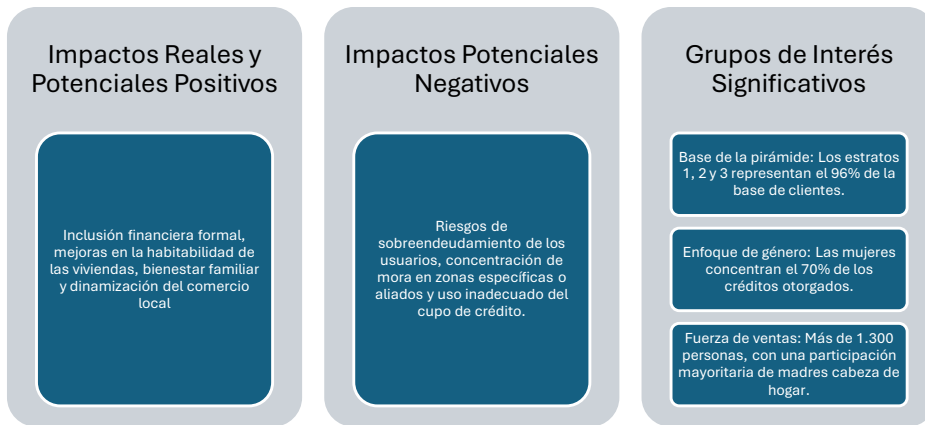 Impactos Reales y
Potenciales Positivos
Inclusión financiera formal,
mejoras en la habitabilidad de
las viviendas, bienestar familiar
y dinamización del comercio
local
Impactos Potenciales
Negativos
Riesgos de
sobreendeudamiento de los
usuarios, concentración de
mora en zonas específicas o
aliados y uso inadecuado del
cupo de crédito.
Grupos de Interés
Significativos
Base de la pirámide: Los estratos
1, 2 y 3 representan el 96% de la
base de clientes.
Enfoque de género: Las mujeres
concentran el 70% de los
créditos otorgados.
Fuerza de ventas: Más de 1.300
personas, con una participación
mayoritaria de madres cabeza de
hogar.